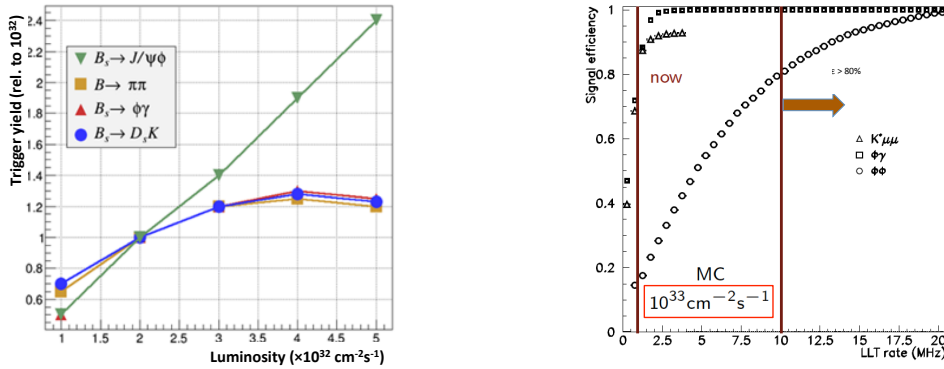 Trigger yield (rel. to 10³²)
2.4
2.2
2
1.8
1.6
1.4
1.2
1
0.8
0.6
Bₛ→ J/ψϕ
B→ ππ
Bₛ→ ϕγ
Bₛ→ DₛK
1 1.5 2 2.5 3 3.5 4 4.5 5
Luminosity (×10³² cm⁻²s⁻¹)
Signal efficiency
1
0.8
0.6
0.4
0.2
0
now
ε > 80%
K*μμ
ϕγ
ϕϕ
MC
10³³cm⁻²s⁻¹
0 2.5 5 7.5 10 12.5 15 17.5 20
LLT rate (MHz)